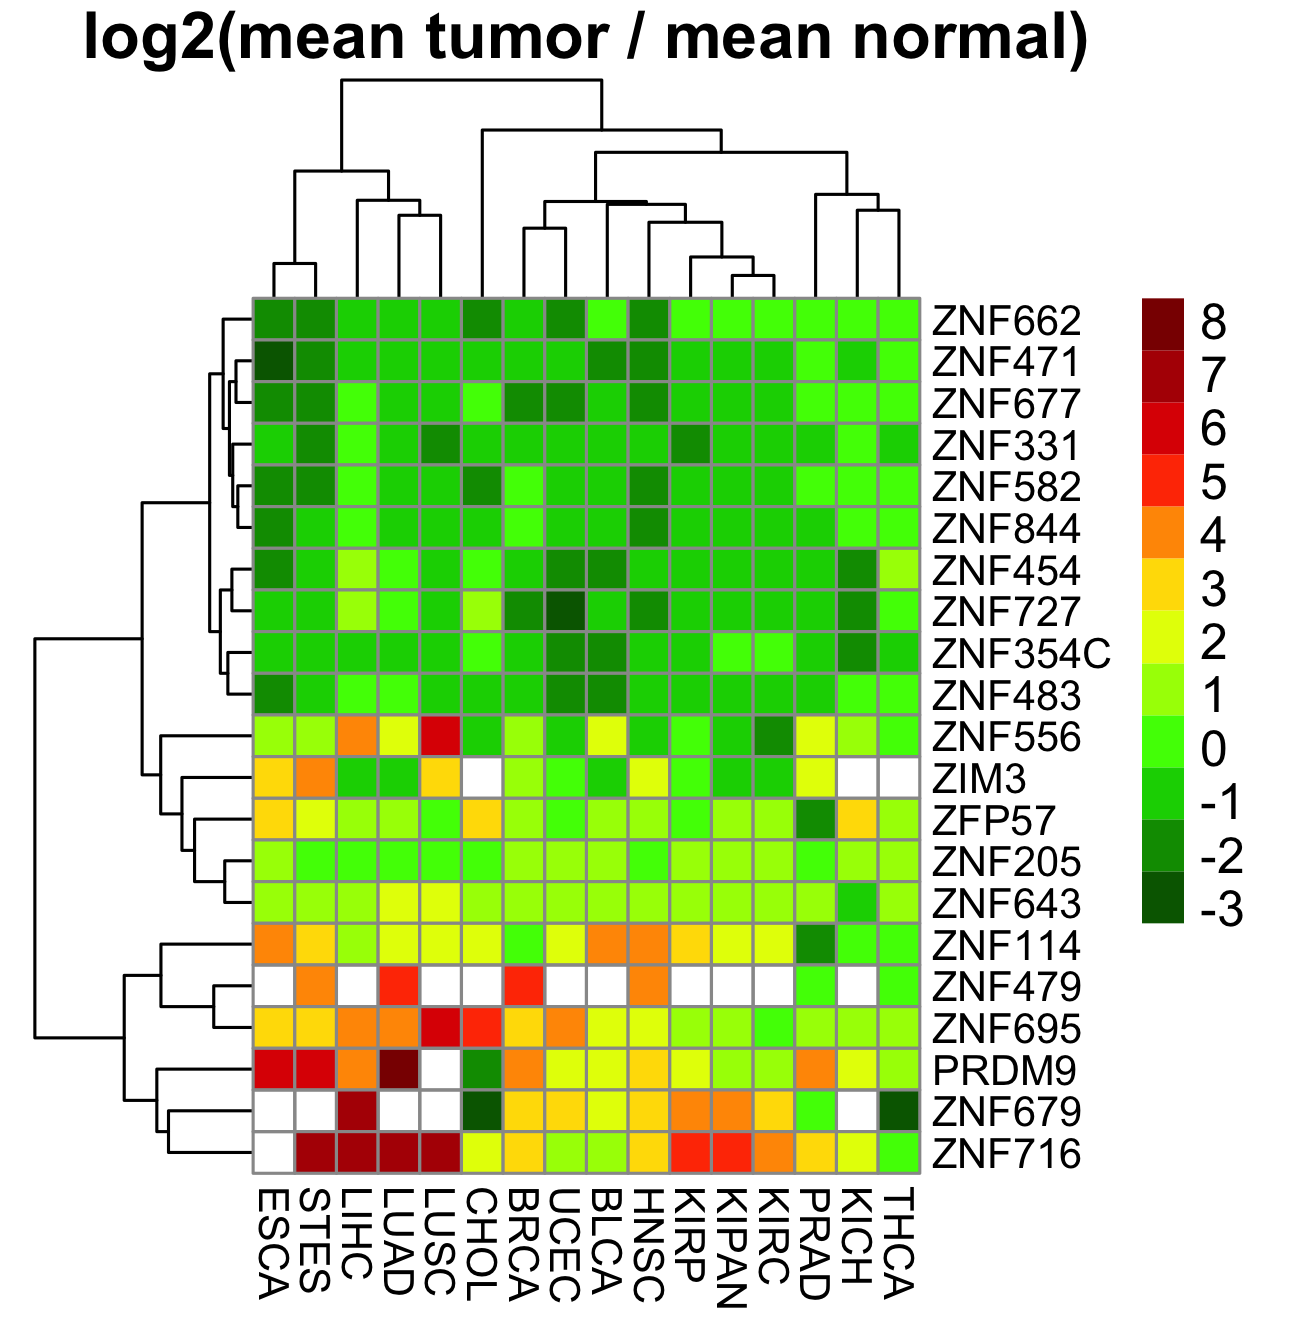 log2(mean tumor / mean normal)
ZNF662
ZNF471
ZNF677
ZNF331
ZNF582
ZNF844
ZNF454
ZNF727
ZNF354C
ZNF483
ZNF556
ZIM3
ZFP57
ZNF205
ZNF643
ZNF114
ZNF479
ZNF695
PRDM9
ZNF679
ZNF716
8
7
6
5
4
3
2
1
0
-1
-2
-3
ESCA
STES
LIHC
LUAD
LUSC
CHOL
BRCA
UCEC
BLCA
HNSC
KIRP
KIPAN
KIRC
PRAD
KICH
THCA